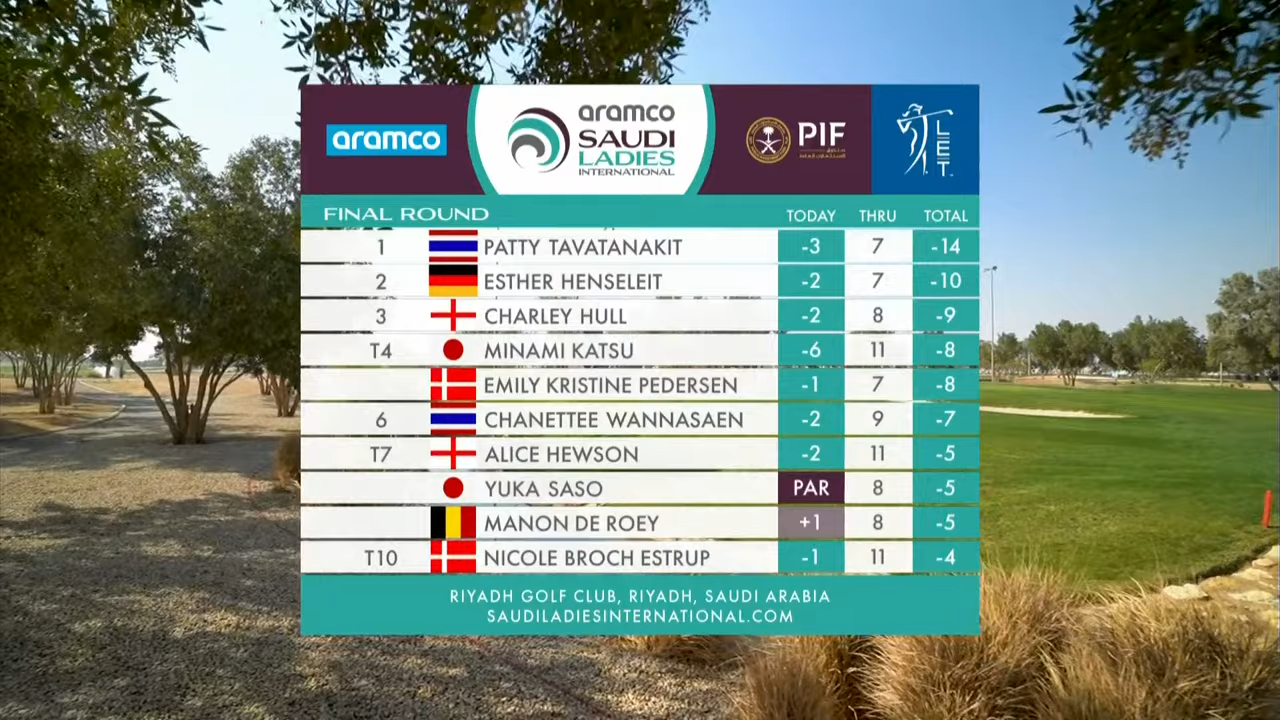 aramco
aramco
SAUDI
LADIES
INTERNATIONAL
PIF
LET
FINAL ROUND TODAY THRU TOTAL
1 PATTY TAVATANAKIT -3 7 -14
2 ESTHER HENSELEIT -2 7 -10
3 CHARLEY HULL -2 8 -9
T4 MINAMI KATSU -6 11 -8
EMILY KRISTINE PEDERSEN -1 7 -8
6 CHANETTEE WANNASAEN -2 9 -7
T7 ALICE HEWSON -2 11 -5
YUKA SASO PAR 8 -5
MANON DE ROEY +1 8 -5
T10 NICOLE BROCH ESTRUP -1 11 -4
RIYADH GOLF CLUB, RIYADH, SAUDI ARABIA
SAUDILADIESINTERNATIONAL.COM